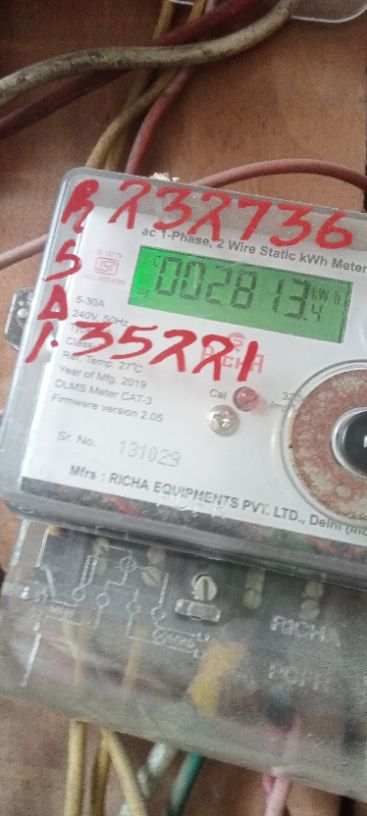 R 232736
ac 1-Phase, 2 Wire Static kWh Meter
S
002813.4 kWh
5-30A
240V, 50Hz
A
1.35221
RICHA
Ref. Temp. 27°C
Year of Mfg. 2019
Cal
DLMS Meter CAT-3
Firmware version 2.05
Sr. No. 131029
Mfrs : RICHA EQUIPMENTS PVT. LTD., Delhi
RICHA